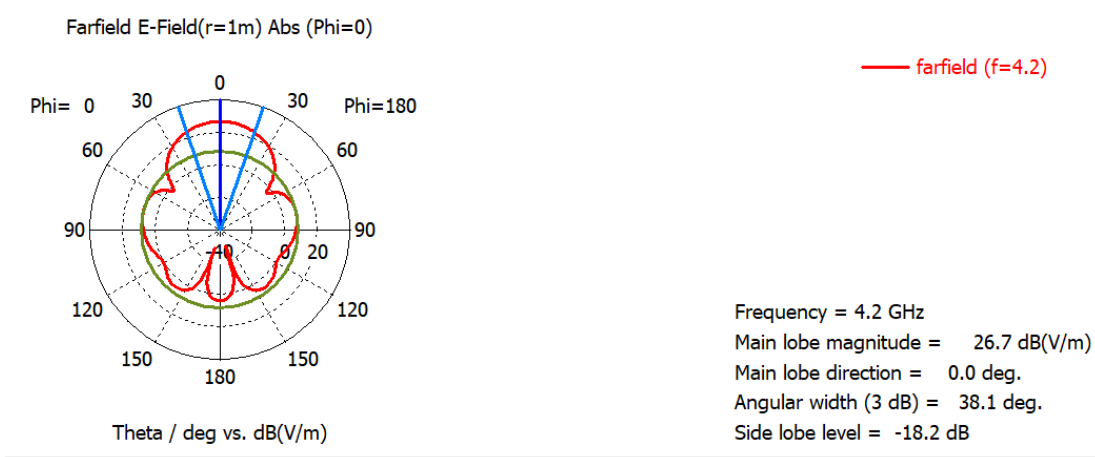 Farfield E-Field(r=1m) Abs (Phi=0)
farfield (f=4.2)
0
Phi= 0 30 30 Phi=180
60 60
90 -40 0 20 90
120 120
150 150
180
Theta / deg vs. dB(V/m)
Frequency = 4.2 GHz
Main lobe magnitude = 26.7 dB(V/m)
Main lobe direction = 0.0 deg.
Angular width (3 dB) = 38.1 deg.
Side lobe level = -18.2 dB